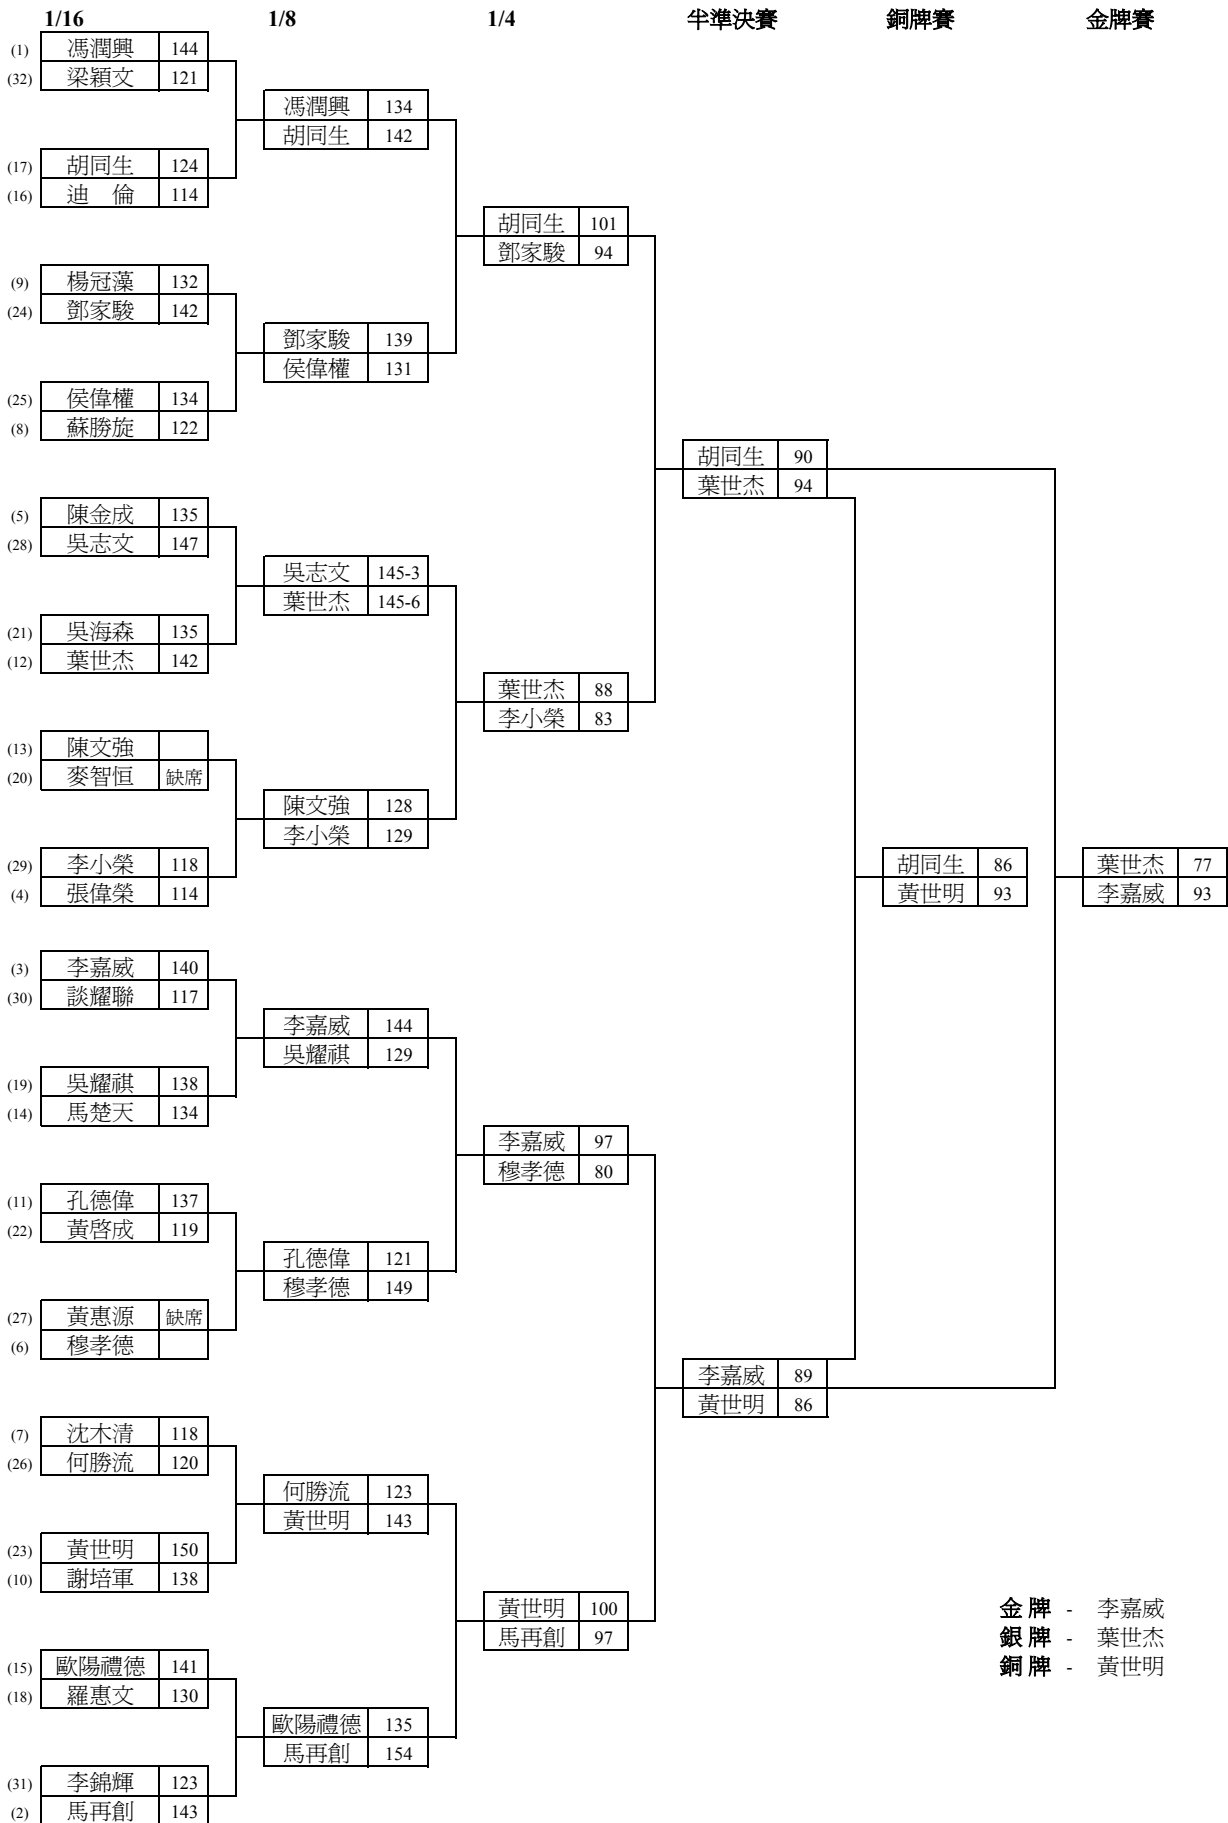 1/16 1/8 1/4 半準決賽 銅牌賽 金牌賽
(1) 馮潤興 144
(32) 梁穎文 121
馮潤興 134
胡同生 142
(17) 胡同生 124
(16) 迪 倫 114
胡同生 101
鄧家駿 94
(9) 楊冠藻 132
(24) 鄧家駿 142
鄧家駿 139
侯偉權 131
(25) 侯偉權 134
(8) 蘇勝旋 122
胡同生 90
葉世杰 94
(5) 陳金成 135
(28) 吳志文 147
吳志文 145-3
葉世杰 145-6
(21) 吳海森 135
(12) 葉世杰 142
葉世杰 88
李小榮 83
(13) 陳文強
(20) 麥智恒 缺席
陳文強 128
李小榮 129
(29) 李小榮 118 胡同生 86 葉世杰 77
(4) 張偉榮 114 黃世明 93 李嘉威 93
(3) 李嘉威 140
(30) 談耀聯 117
李嘉威 144
吳耀祺 129
(19) 吳耀祺 138
(14) 馬楚天 134
李嘉威 97
穆孝德 80
(11) 孔德偉 137
(22) 黃啓成 119
孔德偉 121
穆孝德 149
(27) 黃惠源 缺席
(6) 穆孝德
李嘉威 89
黃世明 86
(7) 沈木清 118
(26) 何勝流 120
何勝流 123
黃世明 143
(23) 黃世明 150
(10) 謝培軍 138
黃世明 100 金牌 - 李嘉威
馬再創 97 銀牌 - 葉世杰
(15) 歐陽禮德 141 銅牌 - 黃世明
(18) 羅惠文 130
歐陽禮德 135
馬再創 154
(31) 李錦輝 123
(2) 馬再創 143